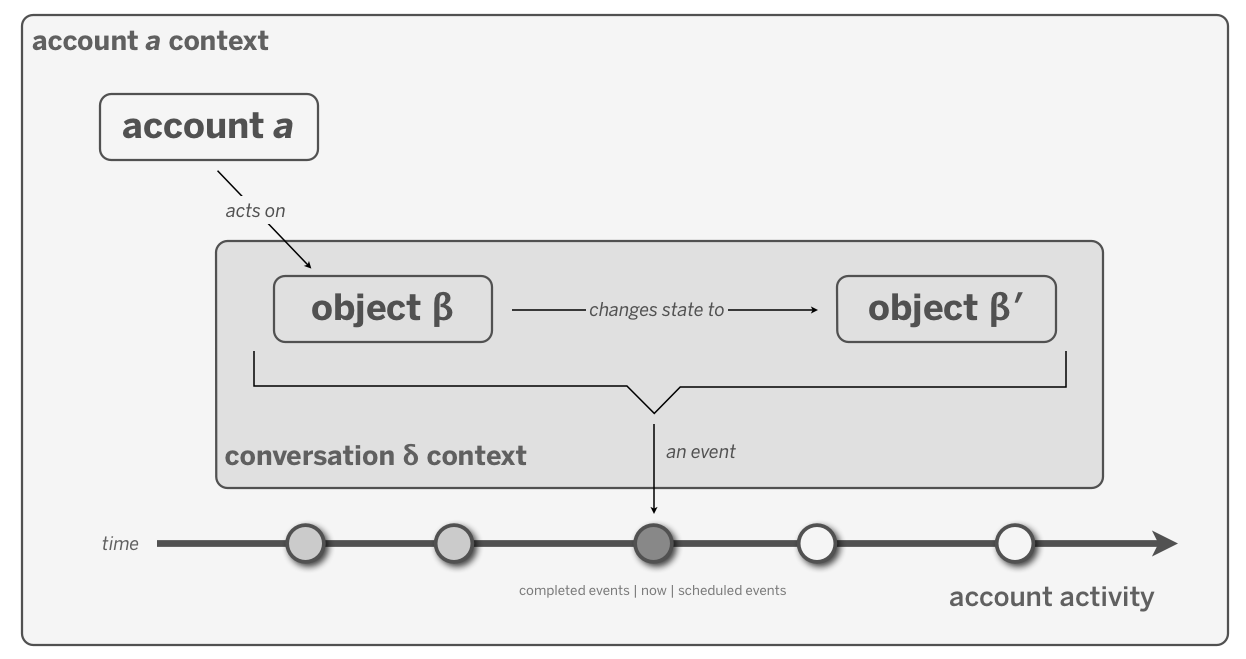 account a context
account a
acts on
object β
changes state to
object β′
conversation δ context
an event
time
completed events | now | scheduled events
account activity